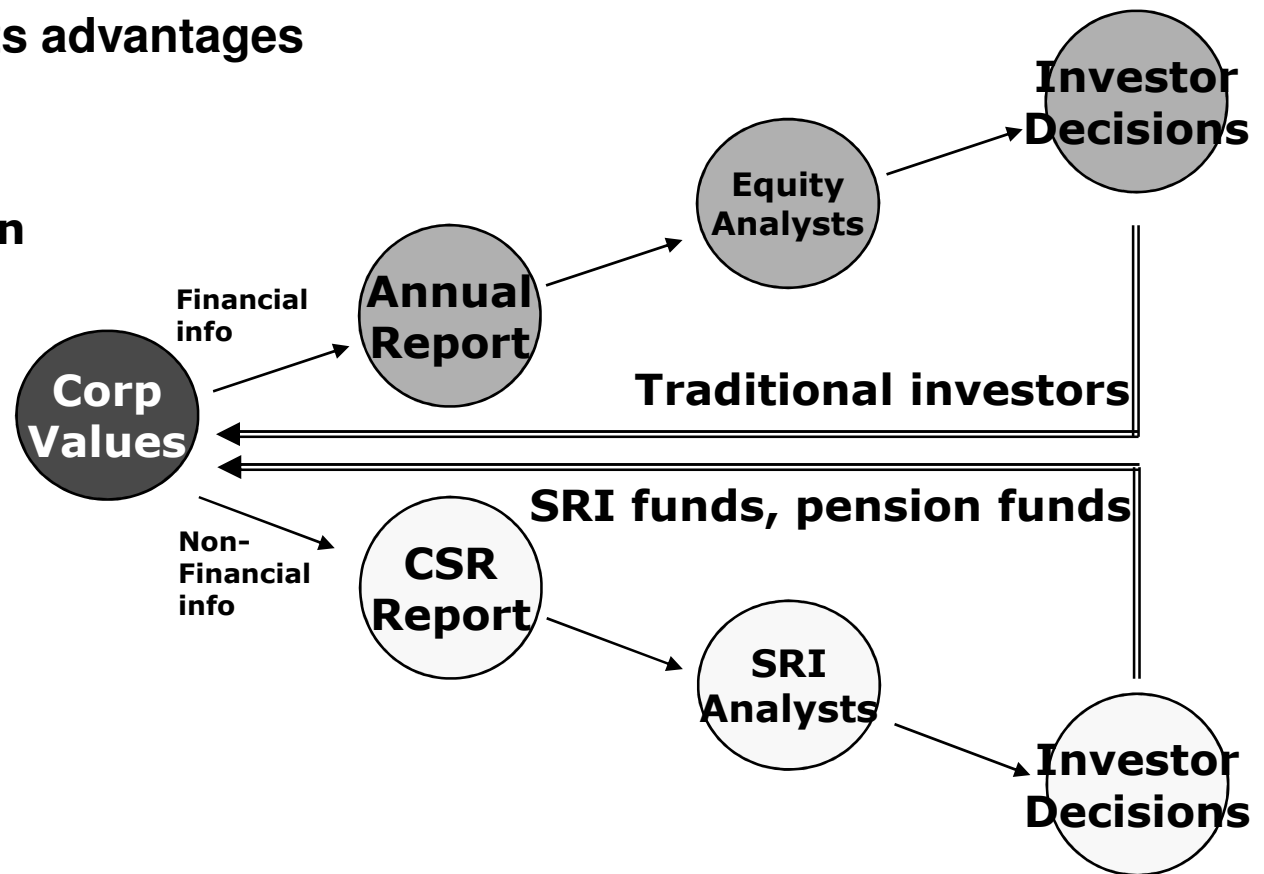 s advantages
n
Investor
Decisions
Equity
Analysts
Annual
Report
Financial
info
Corp
Values
Traditional investors
SRI funds, pension funds
Non-
Financial
info
CSR
Report
SRI
Analysts
Investor
Decisions